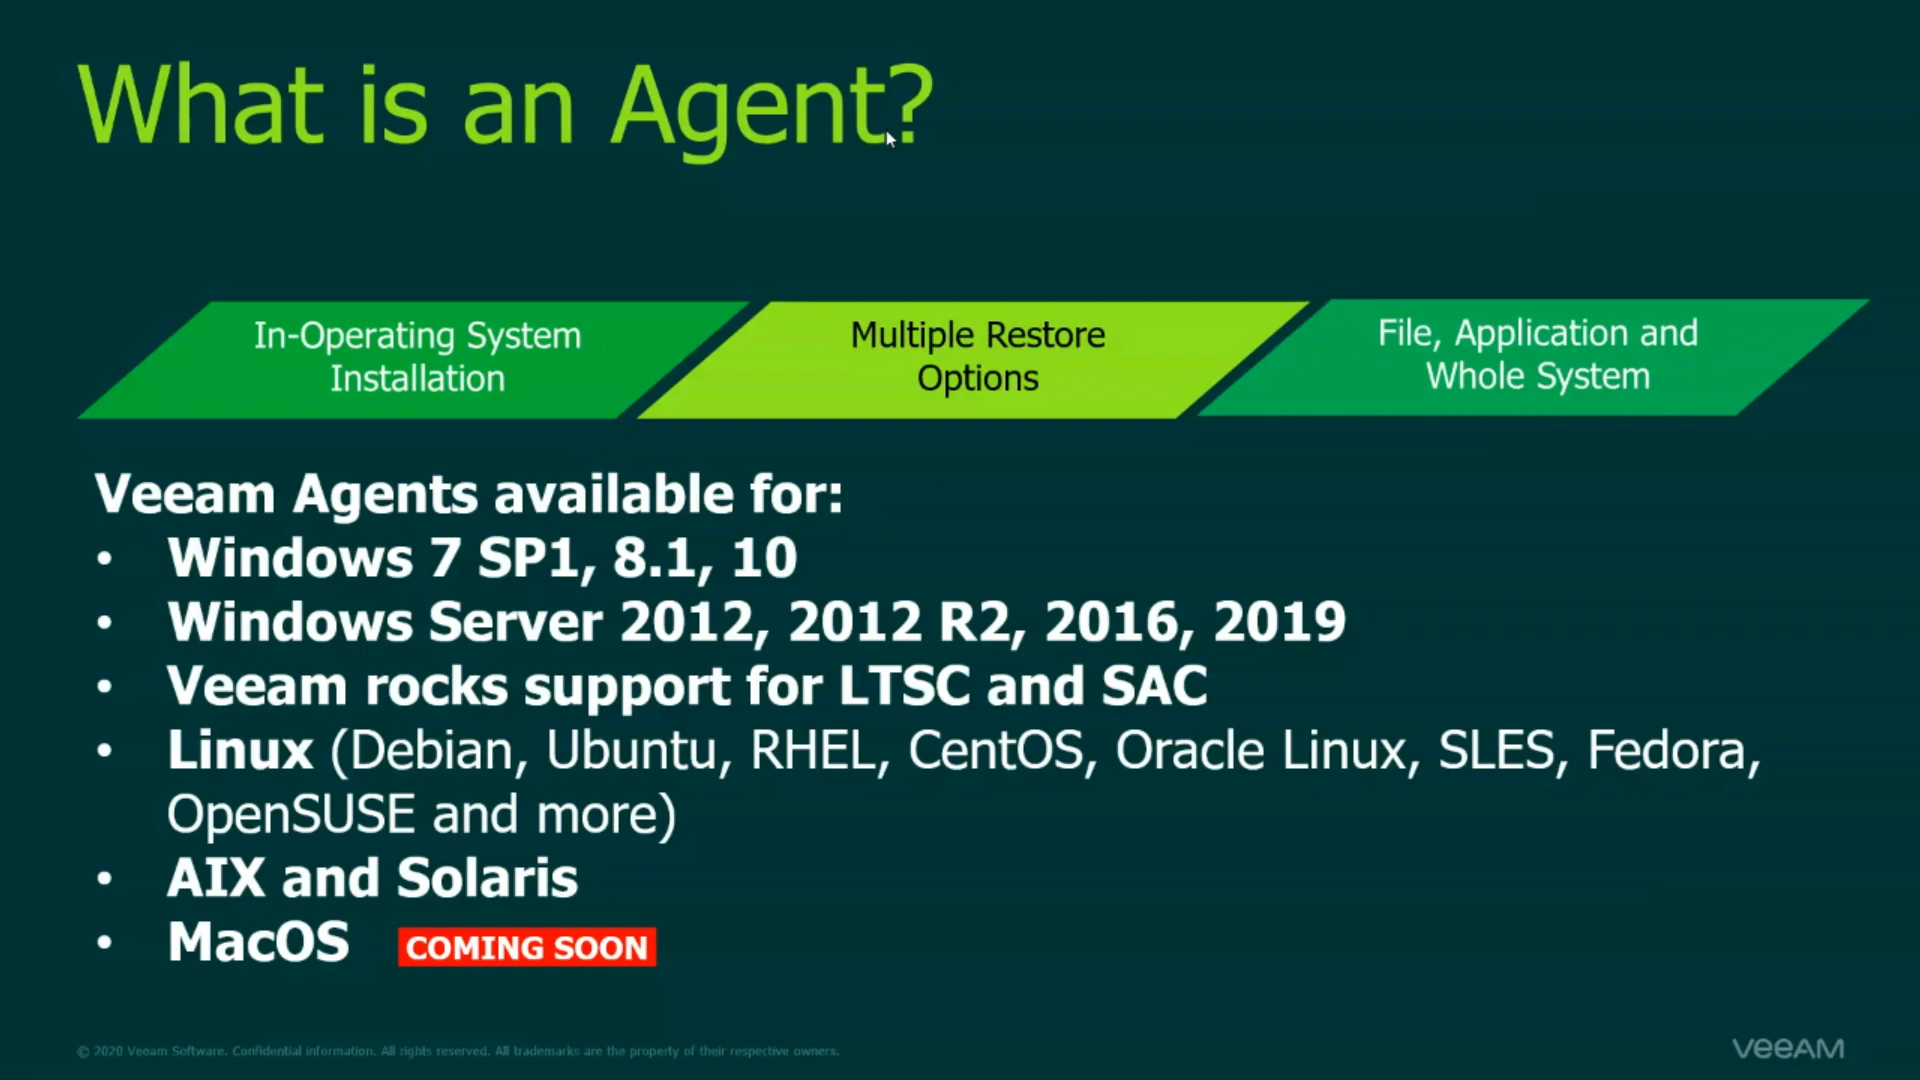 What is an Agent?
In-Operating System
Installation
Multiple Restore
Options
File, Application and
Whole System
Veeam Agents available for:
• Windows 7 SP1, 8.1, 10
• Windows Server 2012, 2012 R2, 2016, 2019
• Veeam rocks support for LTSC and SAC
• Linux (Debian, Ubuntu, RHEL, CentOS, Oracle Linux, SLES, Fedora,
OpenSUSE and more)
• AIX and Solaris
• MacOS COMING SOON
© 2020 Veeam Software. Confidential information. All rights reserved. All trademarks are the property of their respective owners.
VEEAM